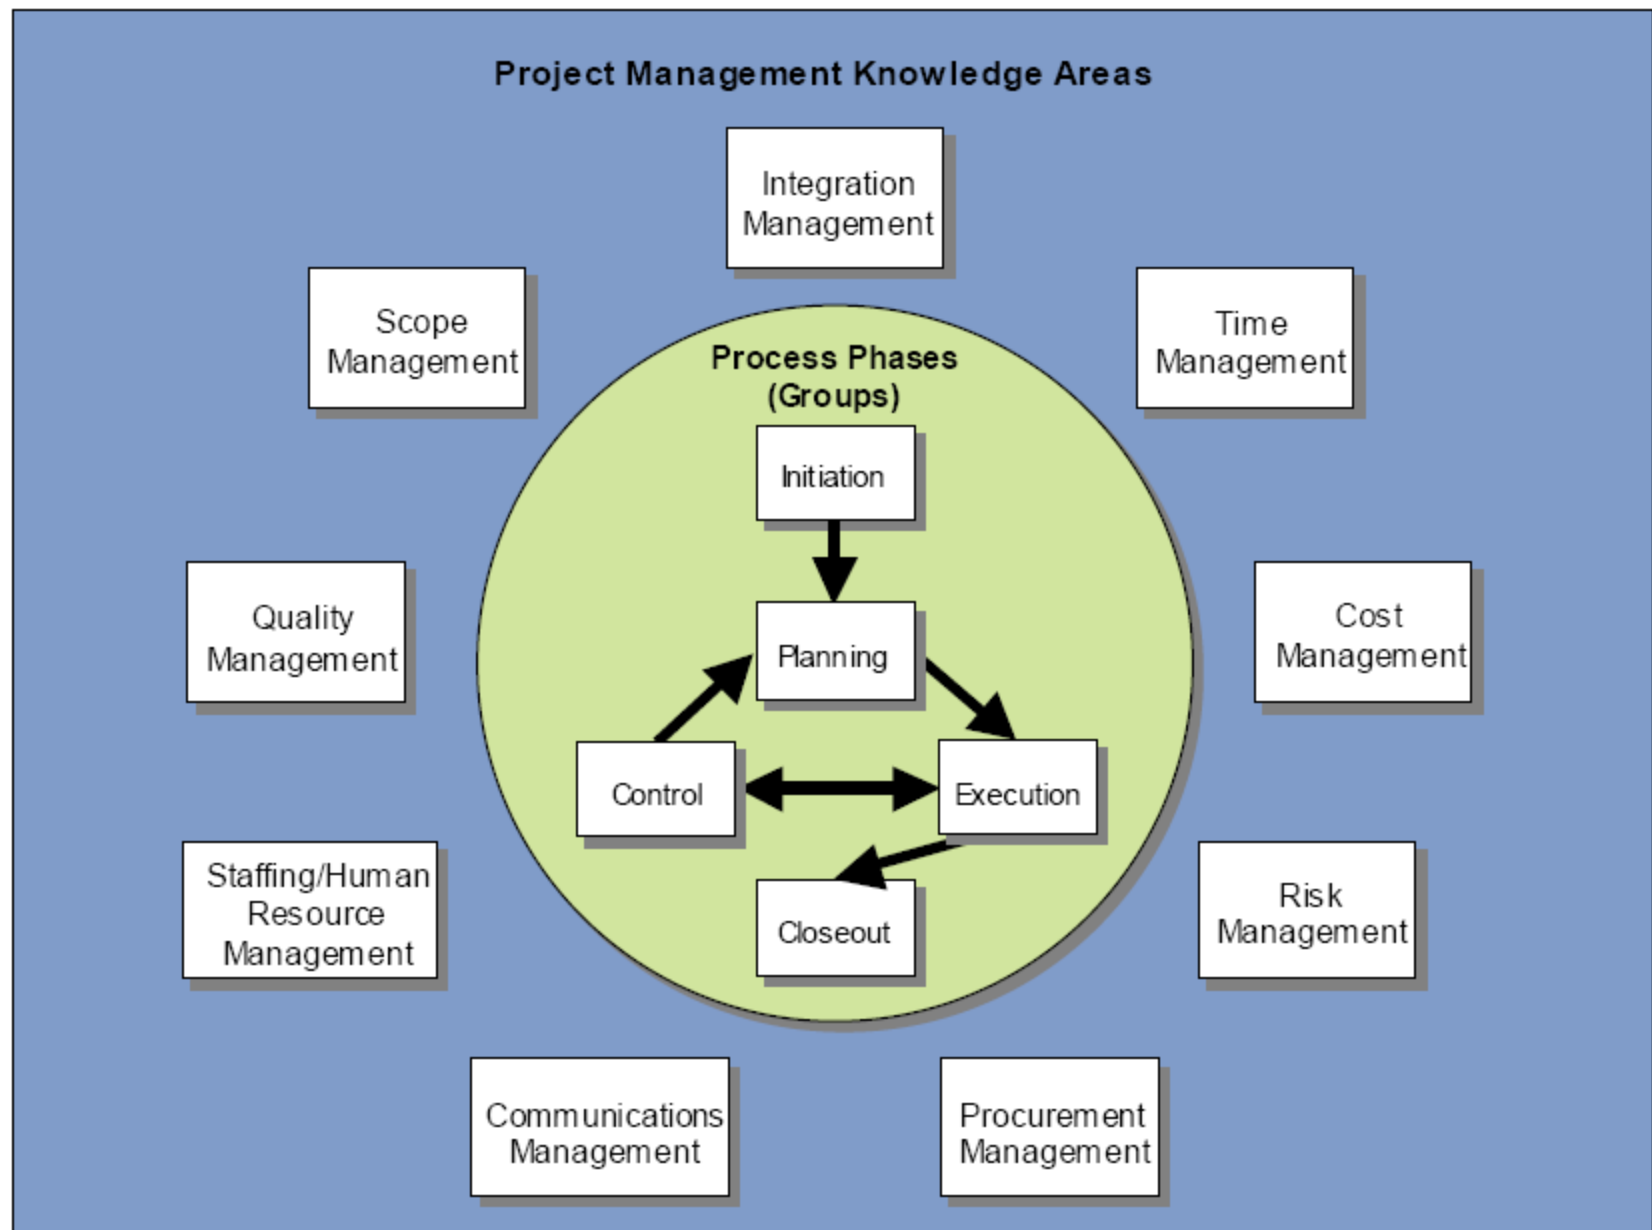 Project Management Knowledge Areas
Integration
Management
Scope
Management
Time
Management
Process Phases
(Groups)
Initiation
Quality
Management
Planning
Cost
Management
Control
Execution
Staffing/Human
Resource
Management
Closeout
Risk
Management
Communications
Management
Procurement
Management